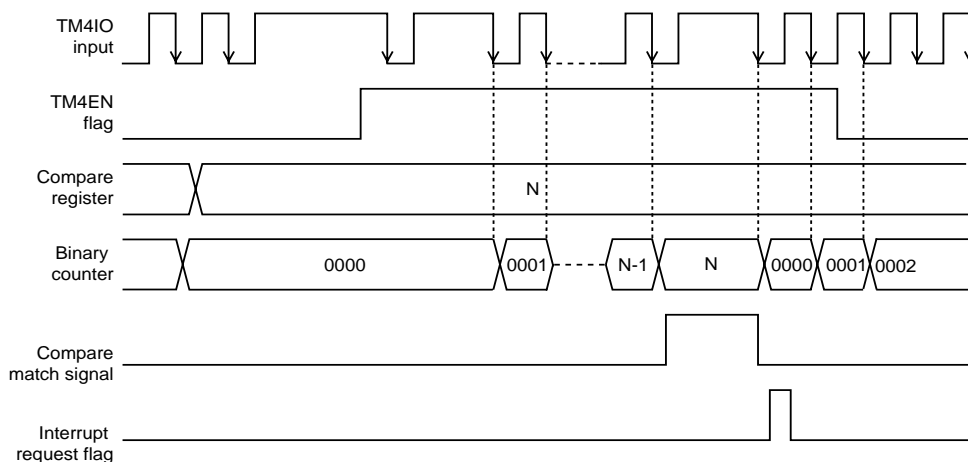 TM4IO
input
TM4EN
flag
Compare
register
N
Binary
counter
0000
0001
N-1
N
0000
0001
0002
Compare
match signal
Interrupt
request flag